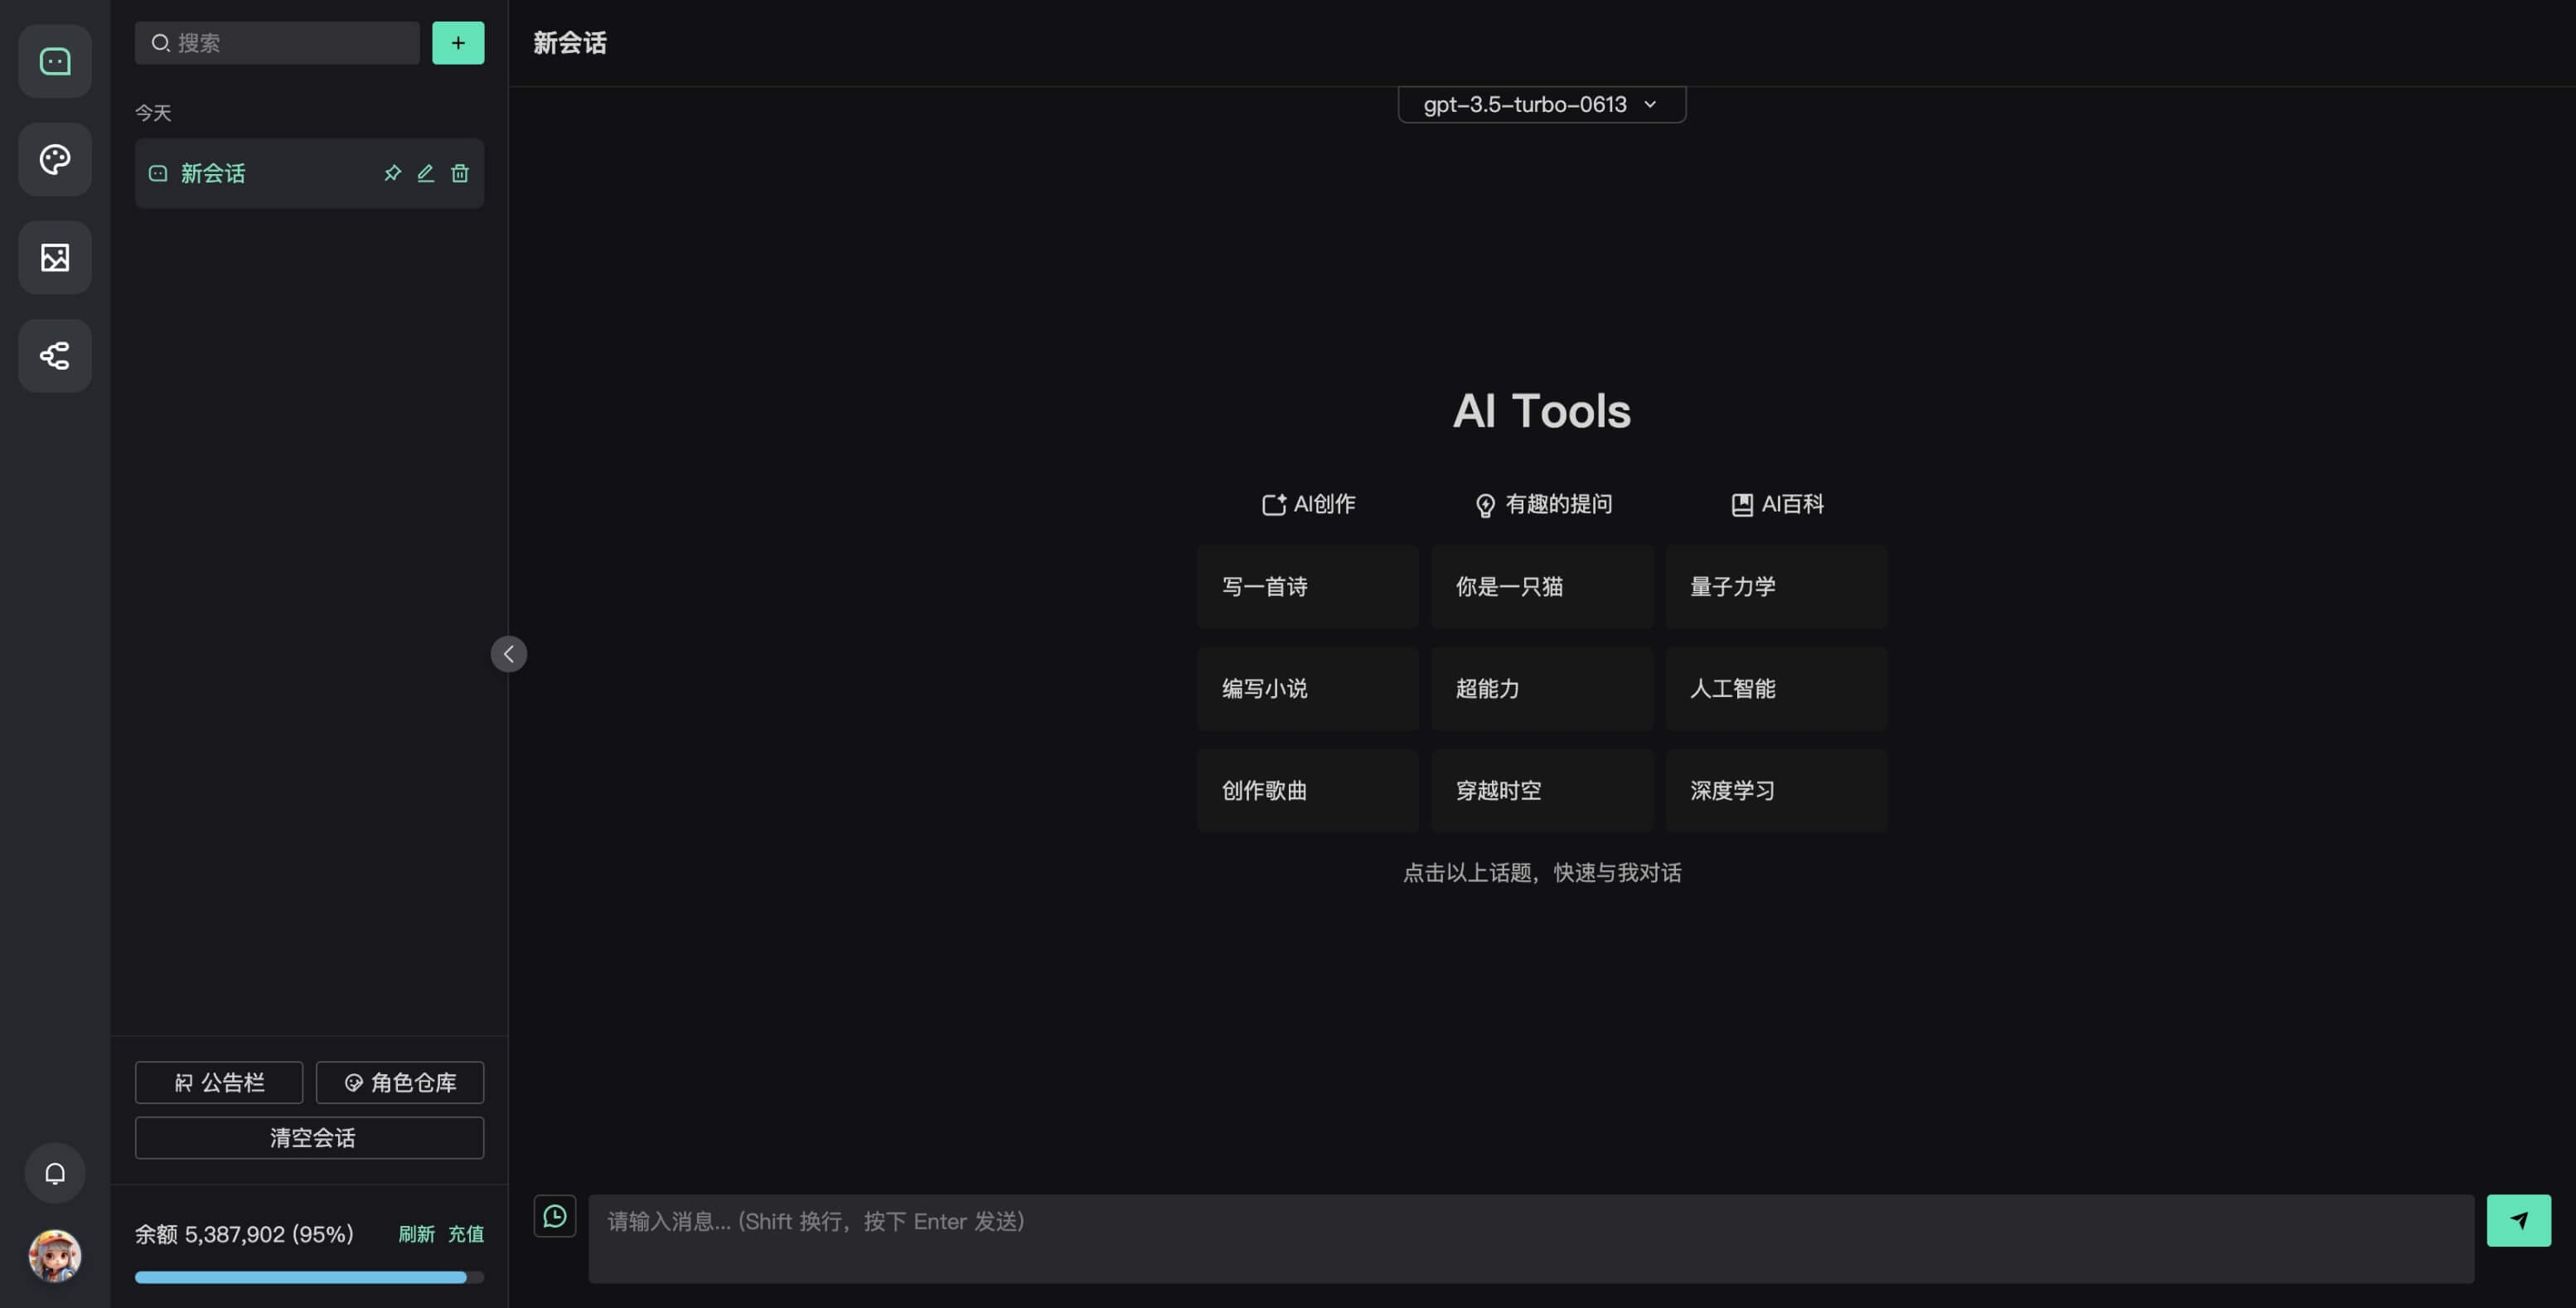 搜索
+
今天
新会话
公告栏
角色仓库
清空会话
余额 5,387,902 (95%) 刷新 充值
新会话
gpt-3.5-turbo-0613
AI Tools
AI创作 有趣的提问 AI百科
写一首诗 你是一只猫 量子力学
编写小说 超能力 人工智能
创作歌曲 穿越时空 深度学习
点击以上话题，快速与我对话
请输入消息... (Shift 换行，按下 Enter 发送)